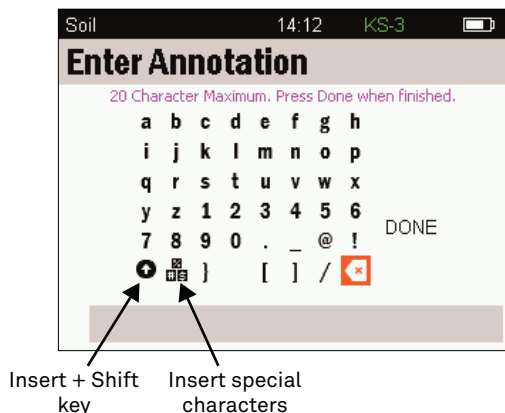 Soil 14:12 KS-3
Enter Annotation
20 Character Maximum. Press Done when finished.
a b c d e f g h
i j k l m n o p
q r s t u v w x
y z 1 2 3 4 5 6
DONE
7 8 9 0 . _ @ !
% # $ } [ ] / ×
Insert + Shift key
Insert special characters